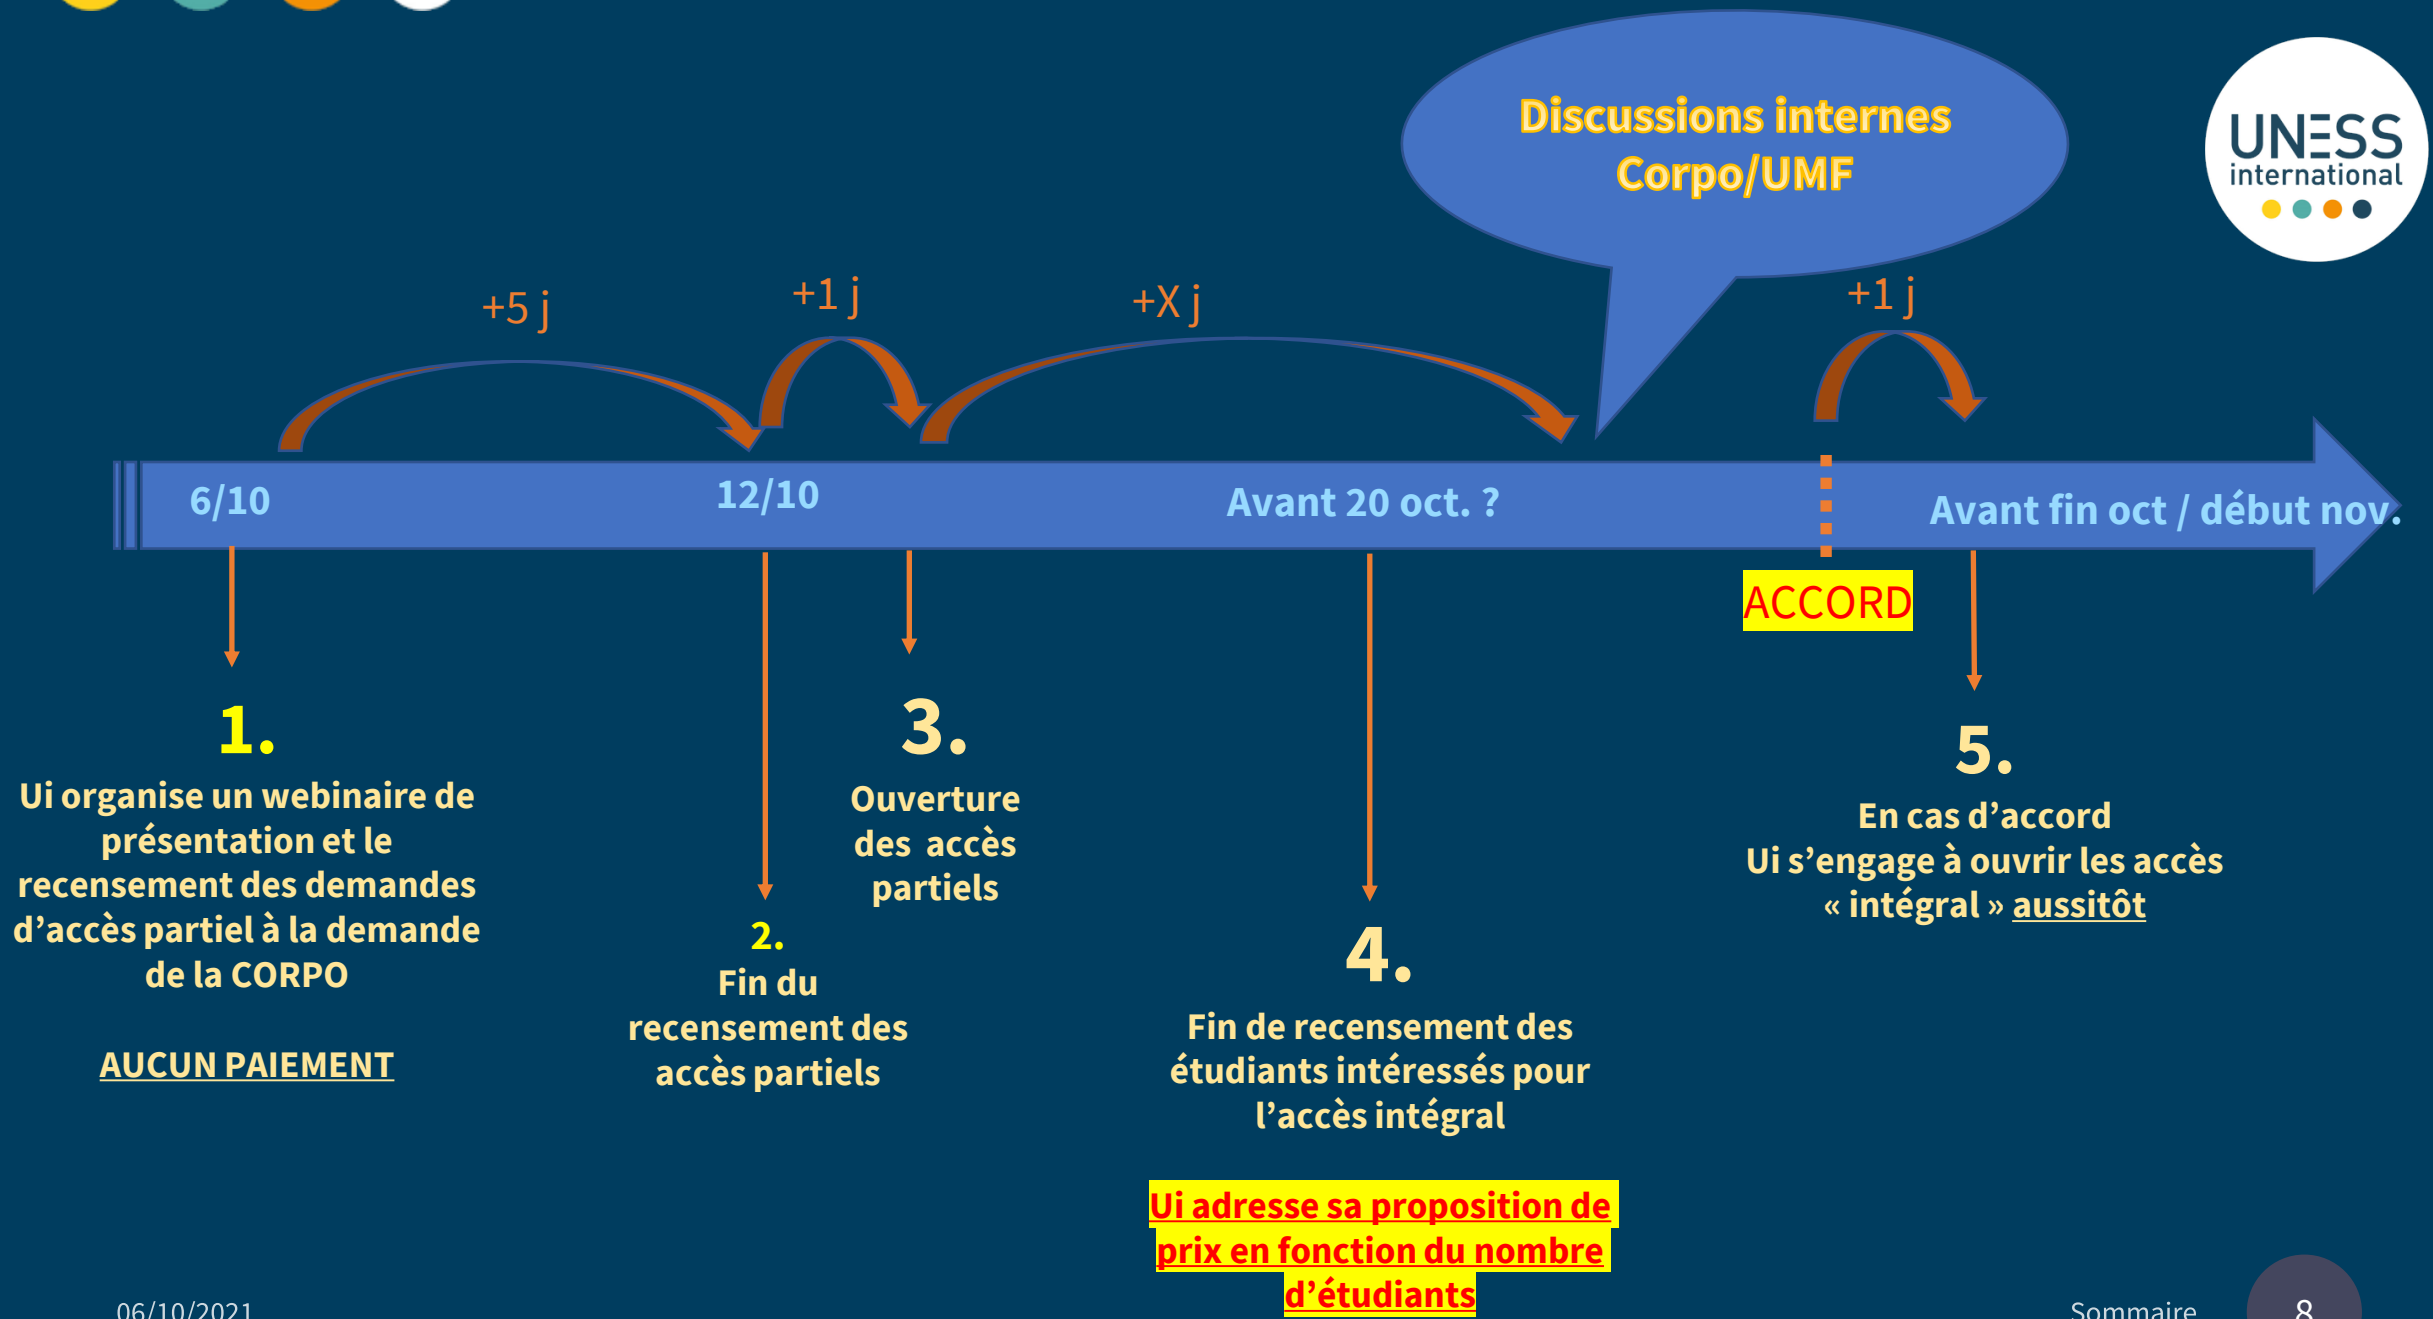 Discussions internes
Corpo/UMF
UNESS
international
+5 j
+1 j
+X j
+1 j
6/10
12/10
Avant 20 oct. ?
Avant fin oct / début nov.
ACCORD
1.
Ui organise un webinaire de
présentation et le
recensement des demandes
d’accès partiel à la demande
de la CORPO
AUCUN PAIEMENT
2.
Fin du
recensement des
accès partiels
3.
Ouverture
des  accès
partiels
4.
Fin de recensement des
étudiants intéressés pour
l’accès intégral
Ui adresse sa proposition de
prix en fonction du nombre
d’étudiants
5.
En cas d’accord
Ui s’engage à ouvrir les accès
« intégral » aussitôt
06/10/2021
Sommaire
8